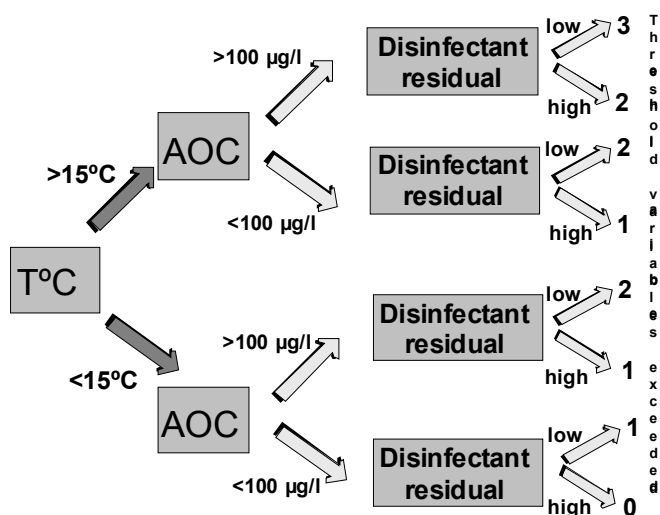 T°C
>15ºC
AOC
>100 µg/l
Disinfectant
residual
low
3
high
2
<100 µg/l
Disinfectant
residual
low
2
high
1
<15ºC
AOC
>100 µg/l
Disinfectant
residual
low
2
high
1
<100 µg/l
Disinfectant
residual
low
1
high
0
Threshold variables exceeded